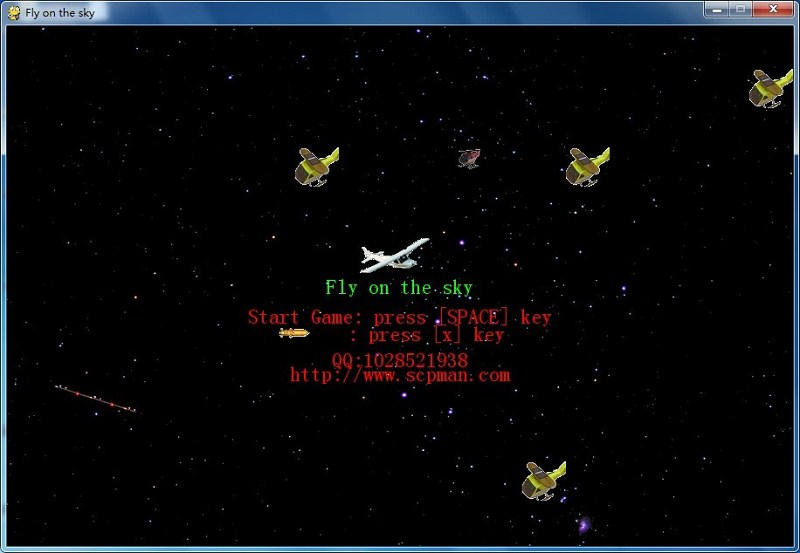 Fly on the sky
Fly on the sky
Start Game: press [SPACE] key
: press [x] key
QQ:1028521938
http://www.scpman.com